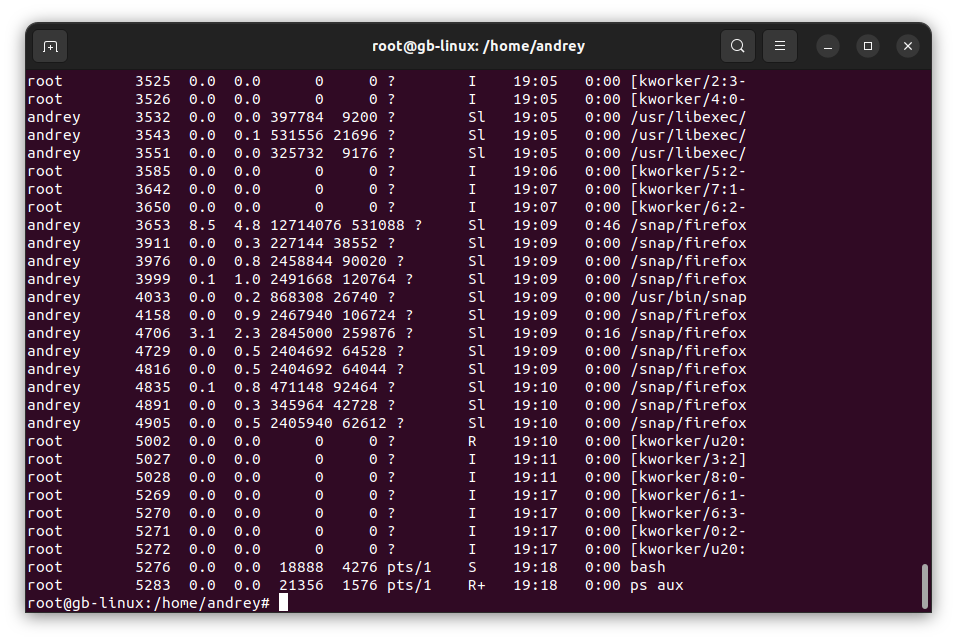 root@gb-linux: /home/andrey
root 3525 0.0 0.0 0 0 ? I 19:05 0:00 [kworker/2:3-
root 3526 0.0 0.0 0 0 ? I 19:05 0:00 [kworker/4:0-
andrey 3532 0.0 0.0 397784 9200 ? Sl 19:05 0:00 /usr/libexec/
andrey 3543 0.0 0.1 531556 21696 ? Sl 19:05 0:00 /usr/libexec/
andrey 3551 0.0 0.0 325732 9176 ? Sl 19:05 0:00 /usr/libexec/
root 3585 0.0 0.0 0 0 ? I 19:06 0:00 [kworker/5:2-
root 3642 0.0 0.0 0 0 ? I 19:07 0:00 [kworker/7:1-
root 3650 0.0 0.0 0 0 ? I 19:07 0:00 [kworker/6:2-
andrey 3653 8.5 4.8 12714076 531088 ? Sl 19:09 0:46 /snap/firefox
andrey 3911 0.0 0.3 227144 38552 ? Sl 19:09 0:00 /snap/firefox
andrey 3976 0.0 0.8 2458844 90020 ? Sl 19:09 0:00 /snap/firefox
andrey 3999 0.1 1.0 2491668 120764 ? Sl 19:09 0:00 /snap/firefox
andrey 4033 0.0 0.2 868308 26740 ? Sl 19:09 0:00 /usr/bin/snap
andrey 4158 0.0 0.9 2467940 106724 ? Sl 19:09 0:00 /snap/firefox
andrey 4706 3.1 2.3 2845000 259876 ? Sl 19:09 0:16 /snap/firefox
andrey 4729 0.0 0.5 2404692 64528 ? Sl 19:09 0:00 /snap/firefox
andrey 4816 0.0 0.5 2404692 64044 ? Sl 19:09 0:00 /snap/firefox
andrey 4835 0.1 0.8 471148 92464 ? Sl 19:10 0:00 /snap/firefox
andrey 4891 0.0 0.3 345964 42728 ? Sl 19:10 0:00 /snap/firefox
andrey 4905 0.0 0.5 2405940 62612 ? Sl 19:10 0:00 /snap/firefox
root 5002 0.0 0.0 0 0 ? R 19:10 0:00 [kworker/u20:
root 5027 0.0 0.0 0 0 ? I 19:11 0:00 [kworker/3:2]
root 5028 0.0 0.0 0 0 ? I 19:11 0:00 [kworker/8:0-
root 5269 0.0 0.0 0 0 ? I 19:17 0:00 [kworker/6:1-
root 5270 0.0 0.0 0 0 ? I 19:17 0:00 [kworker/6:3-
root 5271 0.0 0.0 0 0 ? I 19:17 0:00 [kworker/0:2-
root 5272 0.0 0.0 0 0 ? I 19:17 0:00 [kworker/u20:
root 5276 0.0 0.0 18888 4276 pts/1 S 19:18 0:00 bash
root 5283 0.0 0.0 21356 1576 pts/1 R+ 19:18 0:00 ps aux
root@gb-linux:/home/andrey#